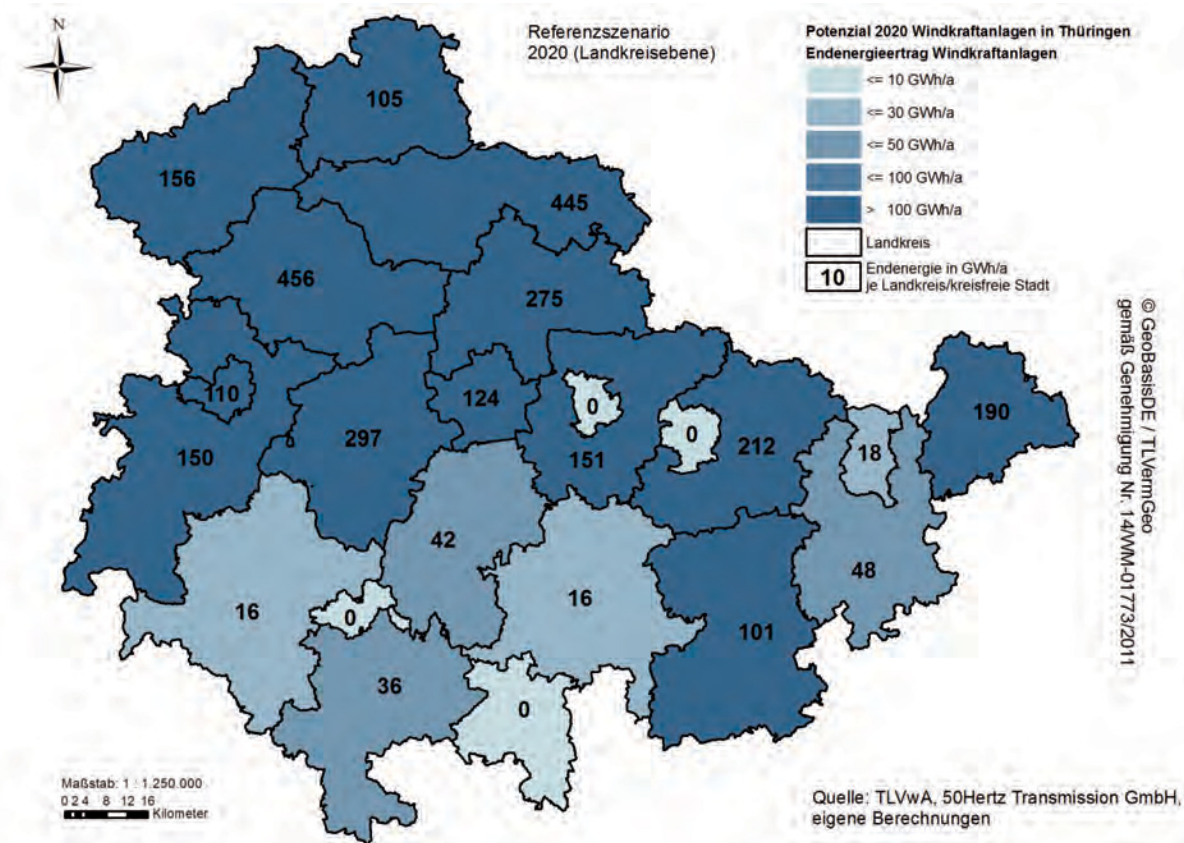 N
Referenzszenario
2020 (Landkreisebene)
Potenzial 2020 Windkraftanlagen in Thüringen
Endenergieertrag Windkraftanlagen
<= 10 GWh/a
<= 30 GWh/a
<= 50 GWh/a
<= 100 GWh/a
> 100 GWh/a
Landkreis
10 Endenergie in GWh/a
je Landkreis/kreisfreie Stadt
105
156
445
456
275
110
124
0
190
0
212
150
297
151
18
42
48
16
0
16
101
36
0
© GeoBasisDE / TLVermGeo
gemäß Genehmigung Nr. 14/WM-01773/2011
Maßstab: 1 : 1.250.000
0 2 4 8 12 16
Kilometer
Quelle: TLVwA, 50Hertz Transmission GmbH,
eigene Berechnungen